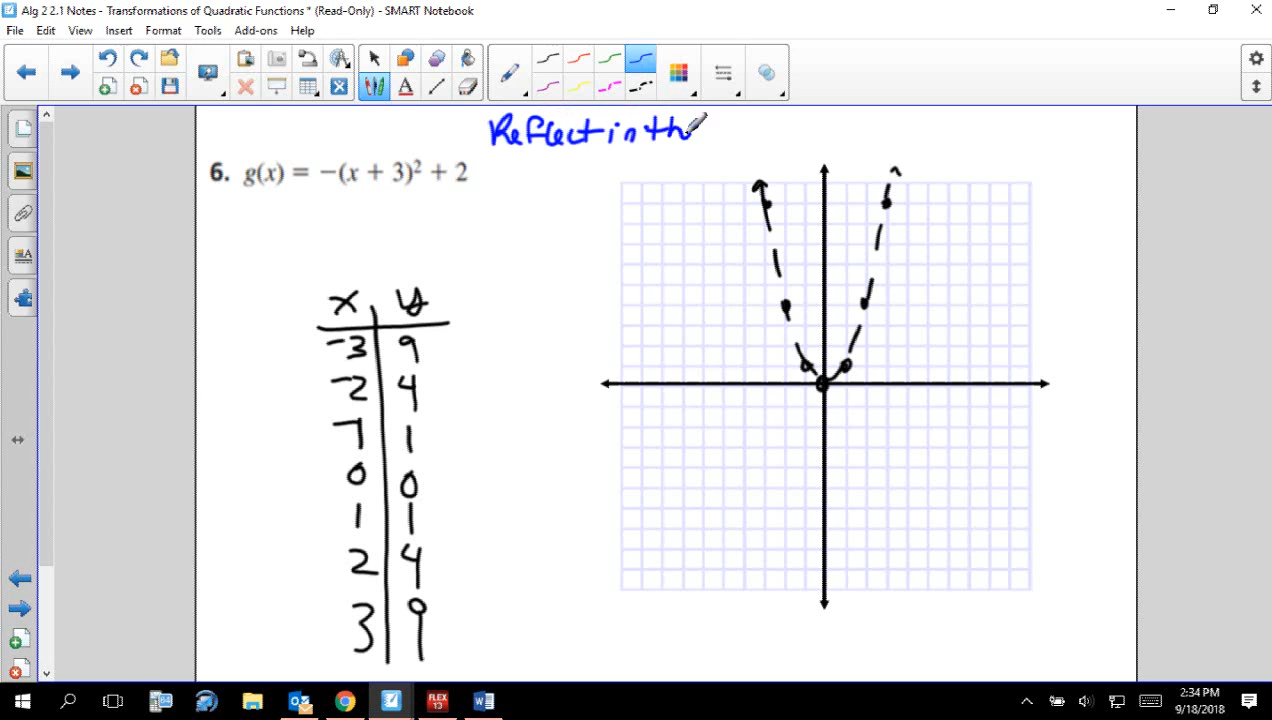 Alg 2 2.1 Notes - Transformations of Quadratic Functions * (Read-Only) - SMART Notebook
File Edit View Insert Format Tools Add-ons Help
Reflect in th
6. g(x) = −(x + 3)² + 2
x y
-3 9
-2 4
-1 1
0 0
1 1
2 4
3 9
FLEX 13
2:34 PM
9/18/2018